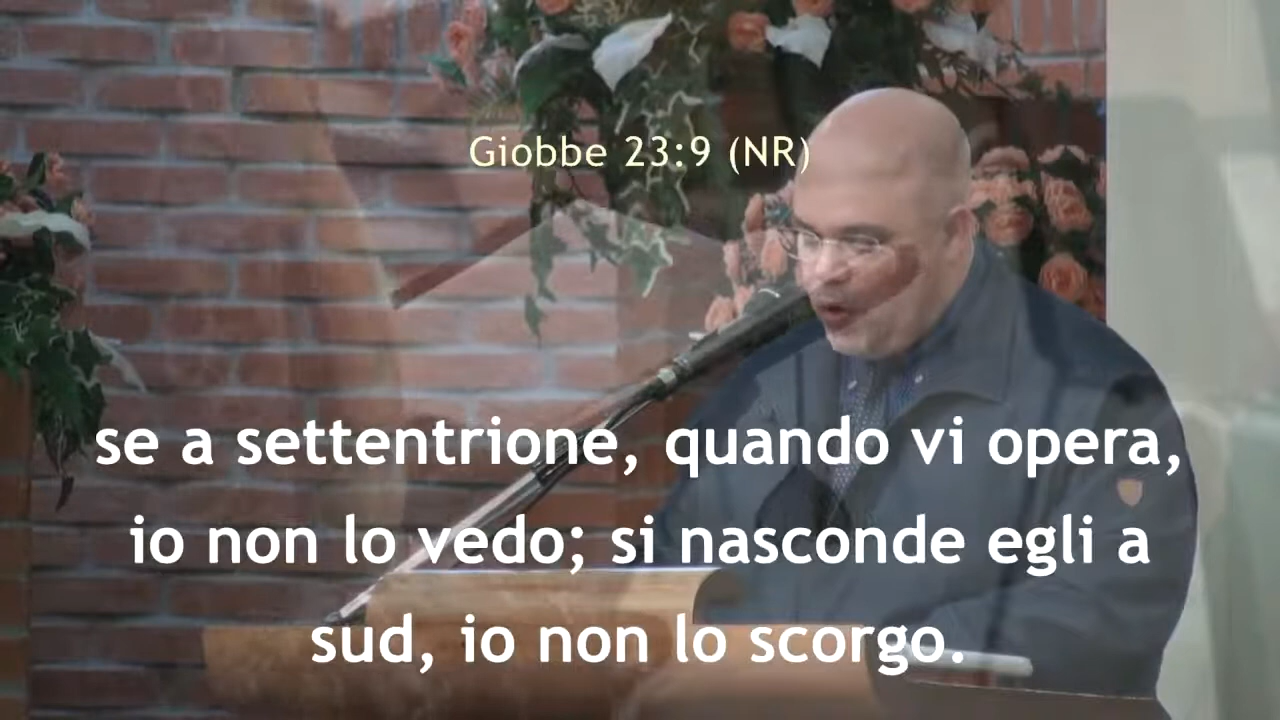 Giobbe 23:9 (NR)
se a settentrione, quando vi opera,
io non lo vedo; si nasconde egli a
sud, io non lo scorgo.